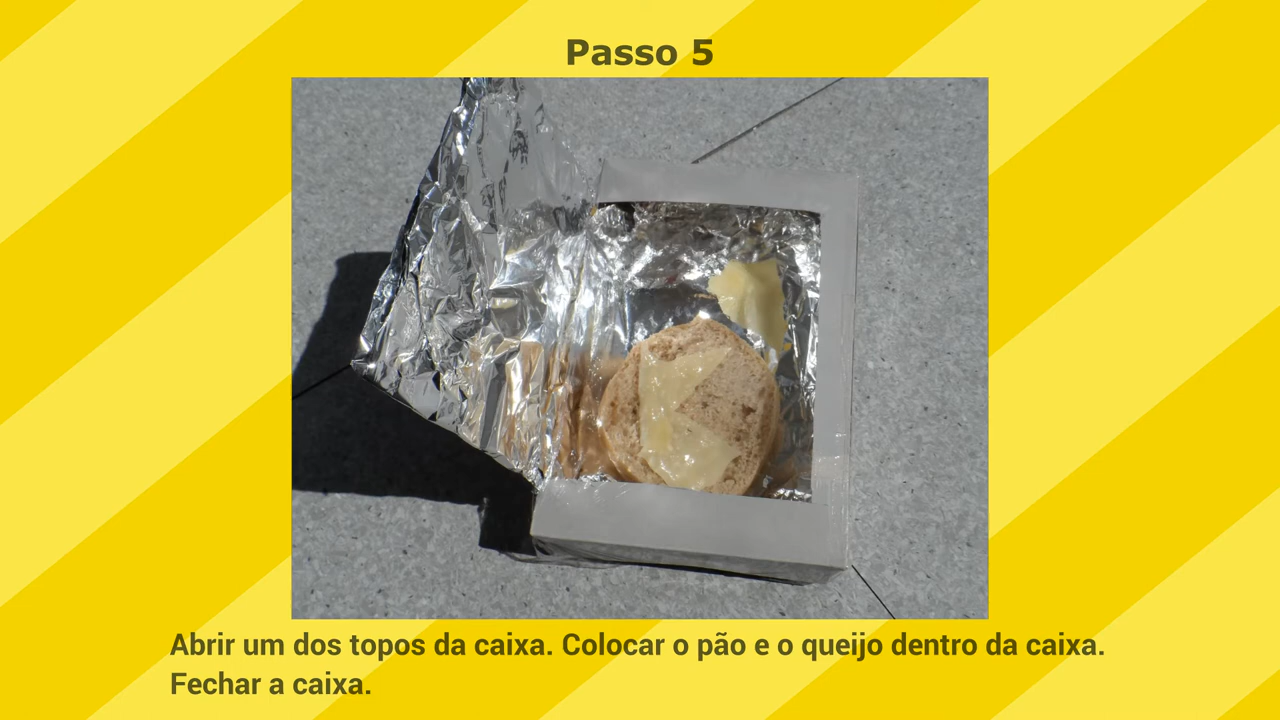 Passo 5
Abrir um dos topos da caixa. Colocar o pão e o queijo dentro da caixa.
Fechar a caixa.